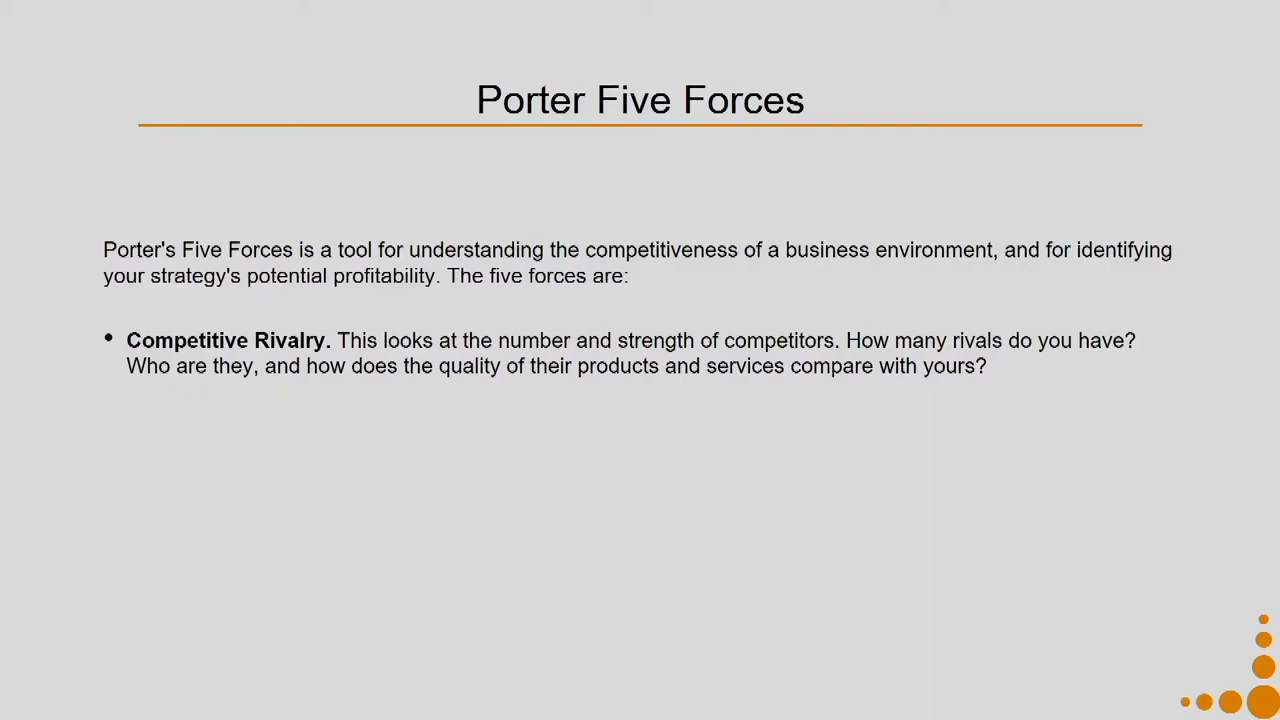 Porter Five Forces
Porter's Five Forces is a tool for understanding the competitiveness of a business environment, and for identifying
your strategy's potential profitability. The five forces are:
• Competitive Rivalry. This looks at the number and strength of competitors. How many rivals do you have?
Who are they, and how does the quality of their products and services compare with yours?